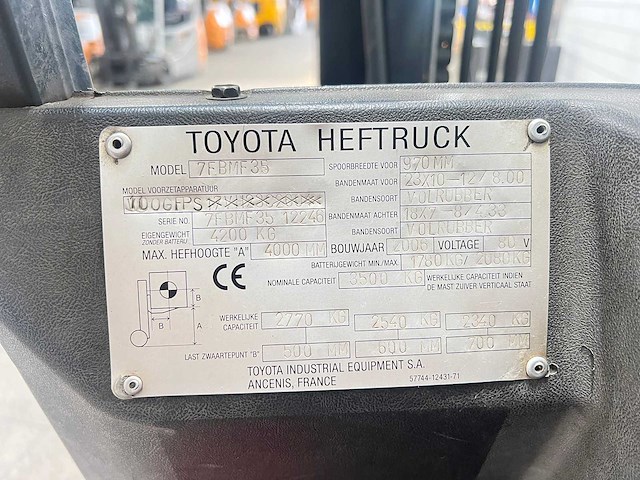 TOYOTA HEFTRUCK
MODEL 7FBMF35 SPOORBREEDTE VOOR 970 MM
MODEL VOORZETAPPARATUUR BANDENMAAT VOOR 23X10-12/8.00
VOORZETAPPARATUUR BANDENSOORT VOLRUBBER
SERIE NO. 7FBMF35 12246 BANDENMAAT ACHTER 18X7-8/4.33
EIGENGEWICHT 4200 KG BANDENSOORT VOLRUBBER
ZONDER BATTERIJ
MAX. HEFHOOGTE "A" 4000 MM BOUWJAAR 2006 VOLTAGE 80 V
BATTERIJGEWICHT MIN./MAX. 1780 KG/ 2080 KG
CE NOMINALE CAPACITEIT 3500 KG WERKELIJKE CAPACITEIT INDIEN
DE MAST ZUIVER VERTICAAL STAAT
B
B A
WERKELIJKE CAPACITEIT 2770 KG 2540 KG 2340 KG
LAST ZWAARTEPUNT "B" 500 MM 600 MM 700 MM
TOYOTA INDUSTRIAL EQUIPMENT S.A.
ANCENIS, FRANCE 57744-12431-71